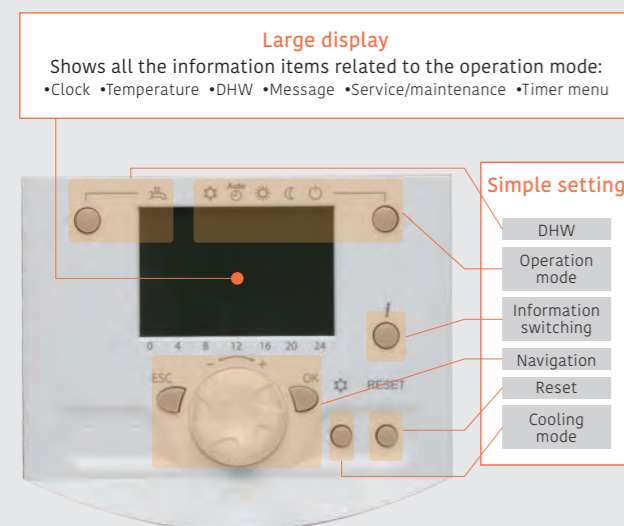 Large display
Shows all the information items related to the operation mode:
•Clock •Temperature •DHW •Message •Service/maintenance •Timer menu
Simple setting
DHW
Operation
mode
Information
switching
Navigation
Reset
Cooling
mode
Auto
i
0 4 8 12 16 20 24
- +
ESC OK
RESET